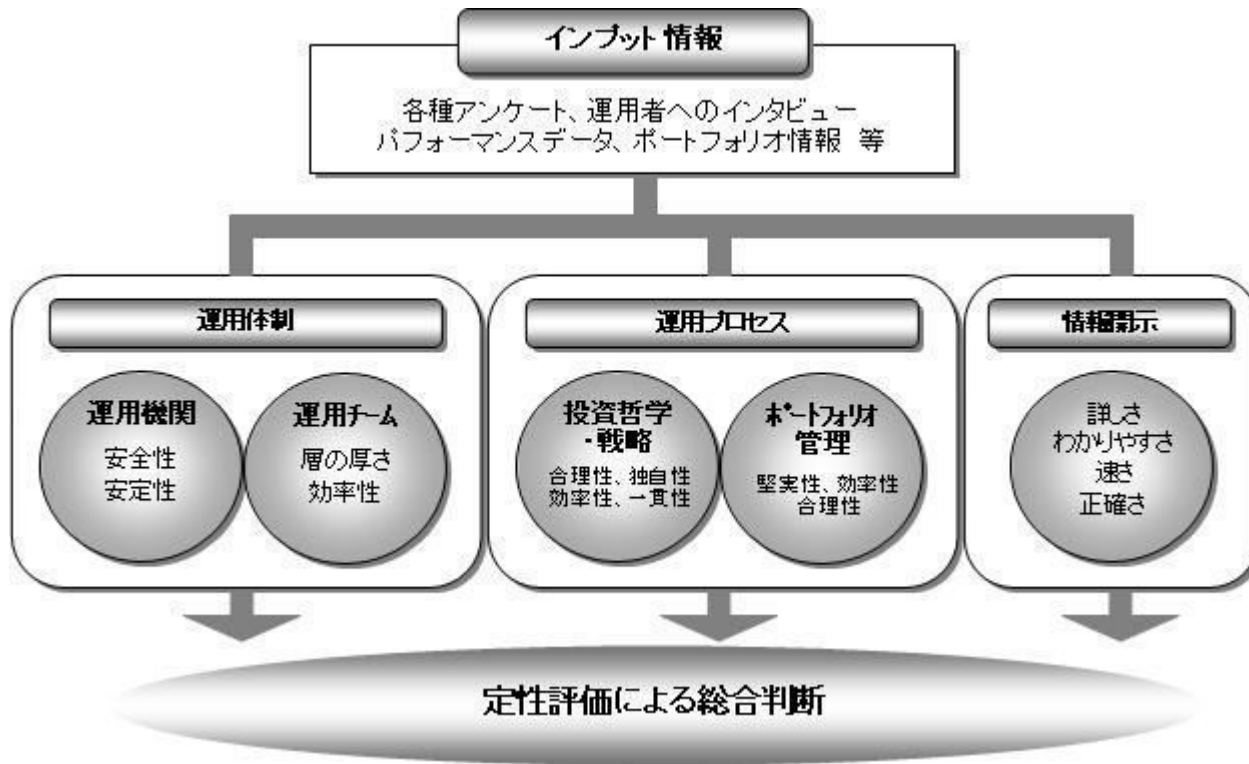 インプット 情報
各種アンケート、運用者へのインタビュー
パフォーマンスデータ、ポートフォリオ情報 等
運用体制
運用機関
安全性
安定性
運用チーム
層の厚さ
効率性
運用プロセス
投資哲学
・戦略
合理性、独自性
効率性、一貫性
ポートフォリオ
管理
堅実性、効率性
合理性
情報開示
詳しさ
わかりやすさ
速さ
正確さ
定性評価による総合判断